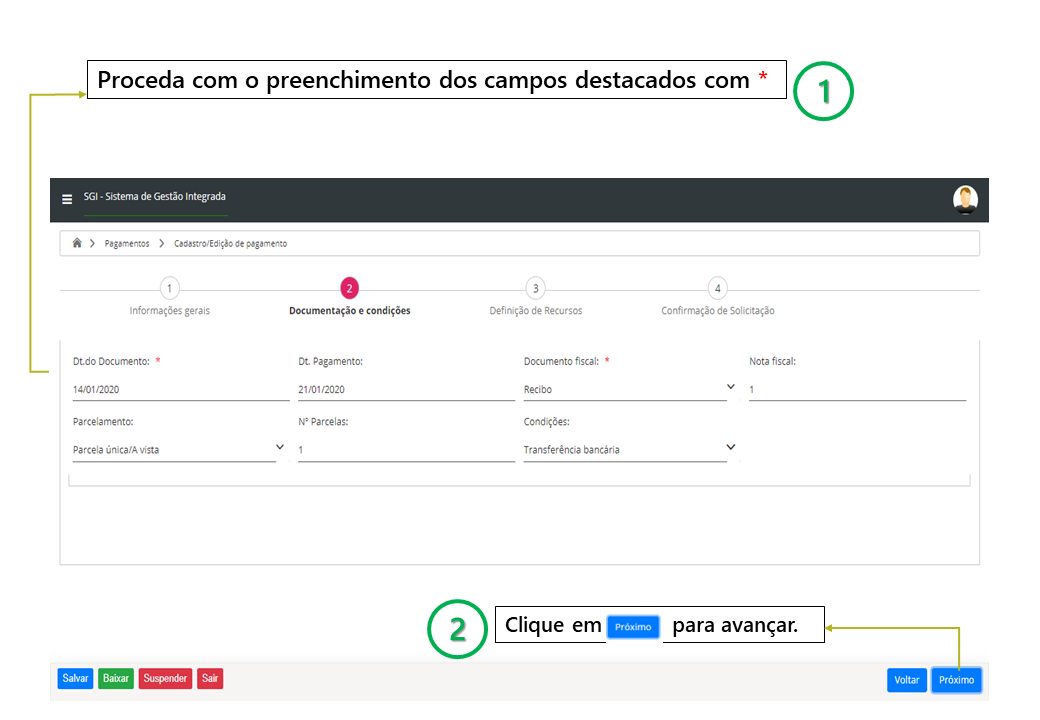 Proceda com o preenchimento dos campos destacados com *
1
SGI - Sistema de Gestão Integrada
Pagamentos > Cadastro/Edição de pagamento
1 2 3 4
Informações gerais Documentação e condições Definição de Recursos Confirmação de Solicitação
Dt.do Documento: * Dt. Pagamento: Documento fiscal: * Nota fiscal:
14/01/2020 21/01/2020 Recibo 1
Parcelamento: Nº Parcelas: Condições:
Parcela única/A vista 1 Transferência bancária
2
Clique em Próximo para avançar.
Salvar Baixar Suspender Sair Voltar Próximo